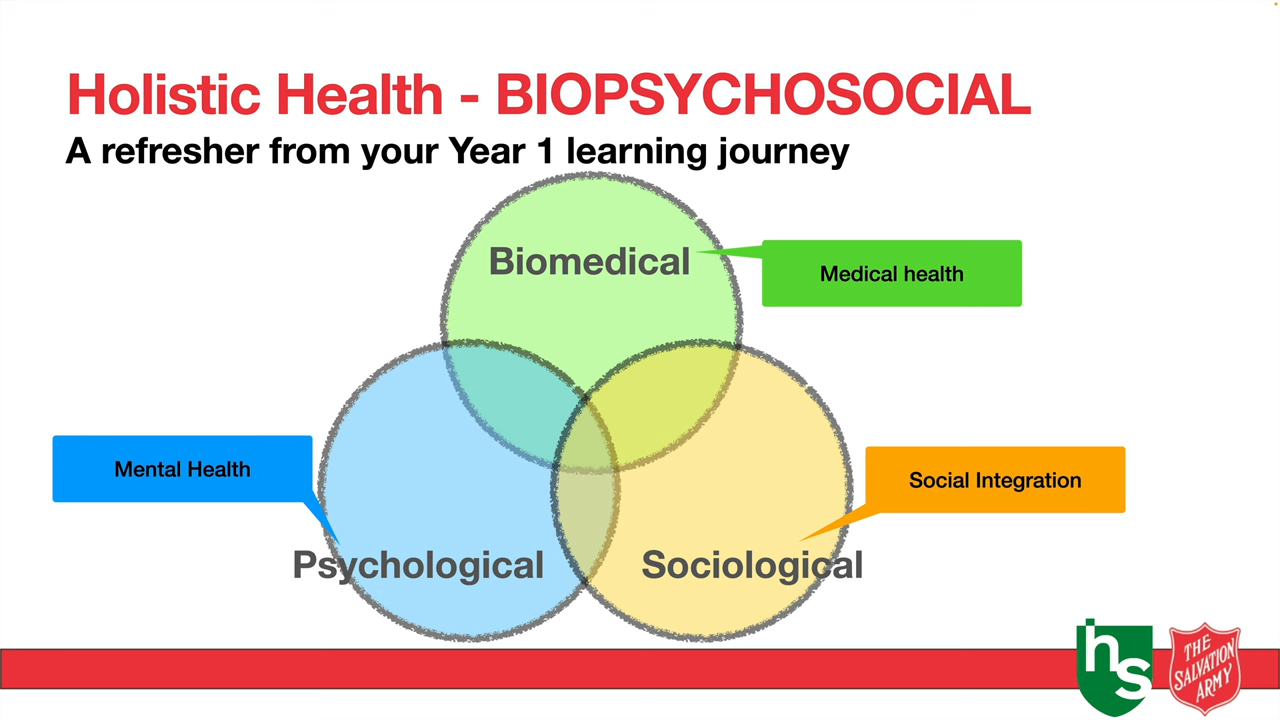 Holistic Health - BIOPSYCHOSOCIAL
A refresher from your Year 1 learning journey
Biomedical
Medical health
Mental Health
Social Integration
Psychological
Sociological
hs
THE
SALVATION
ARMY